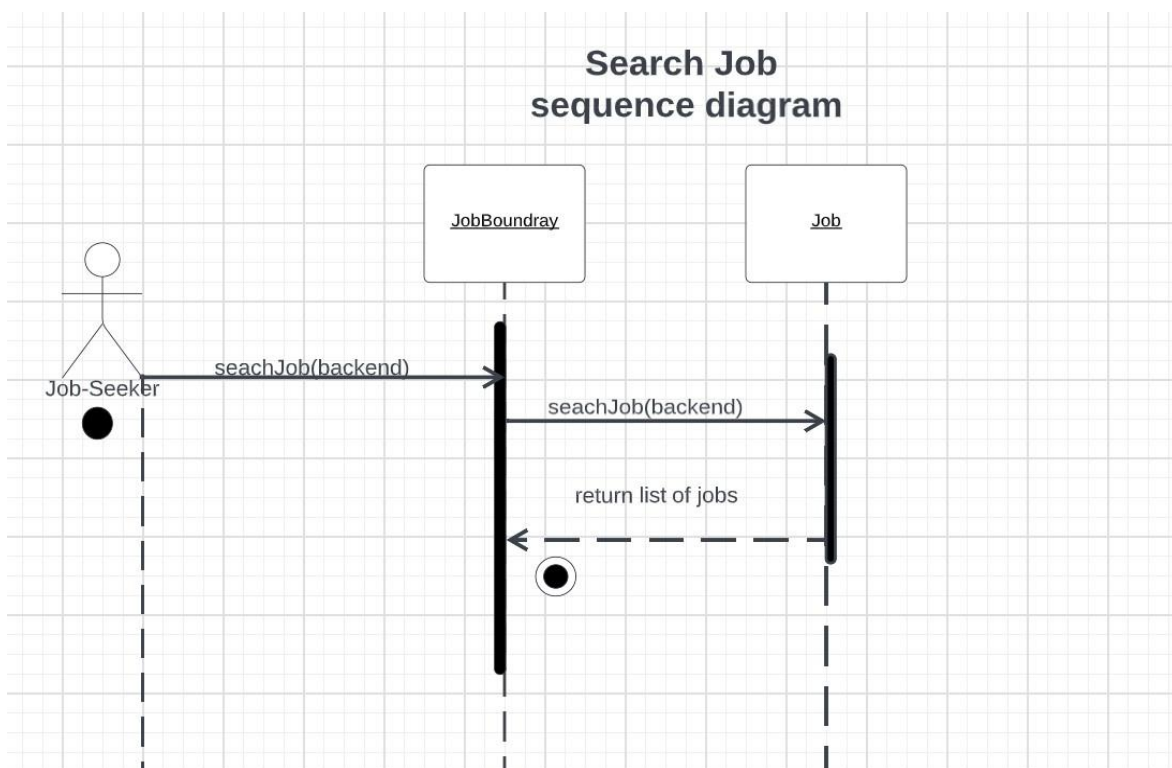 Search Job
sequence diagram
JobBoundray
Job
seachJob(backend)
Job-Seeker
seachJob(backend)
return list of jobs